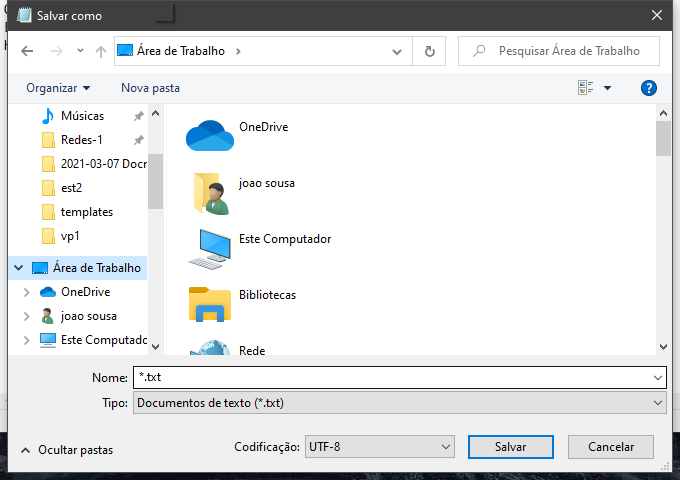 Salvar como
Área de Trabalho
Pesquisar Área de Trabalho
Organizar
Nova pasta
Músicas
Redes-1
2021-03-07 Docr
est2
templates
vp1
Área de Trabalho
OneDrive
joao sousa
Este Computador
OneDrive
joao sousa
Este Computador
Bibliotecas
Rede
Nome: *.txt
Tipo: Documentos de texto (*.txt)
Ocultar pastas
Codificação: UTF-8
Salvar
Cancelar